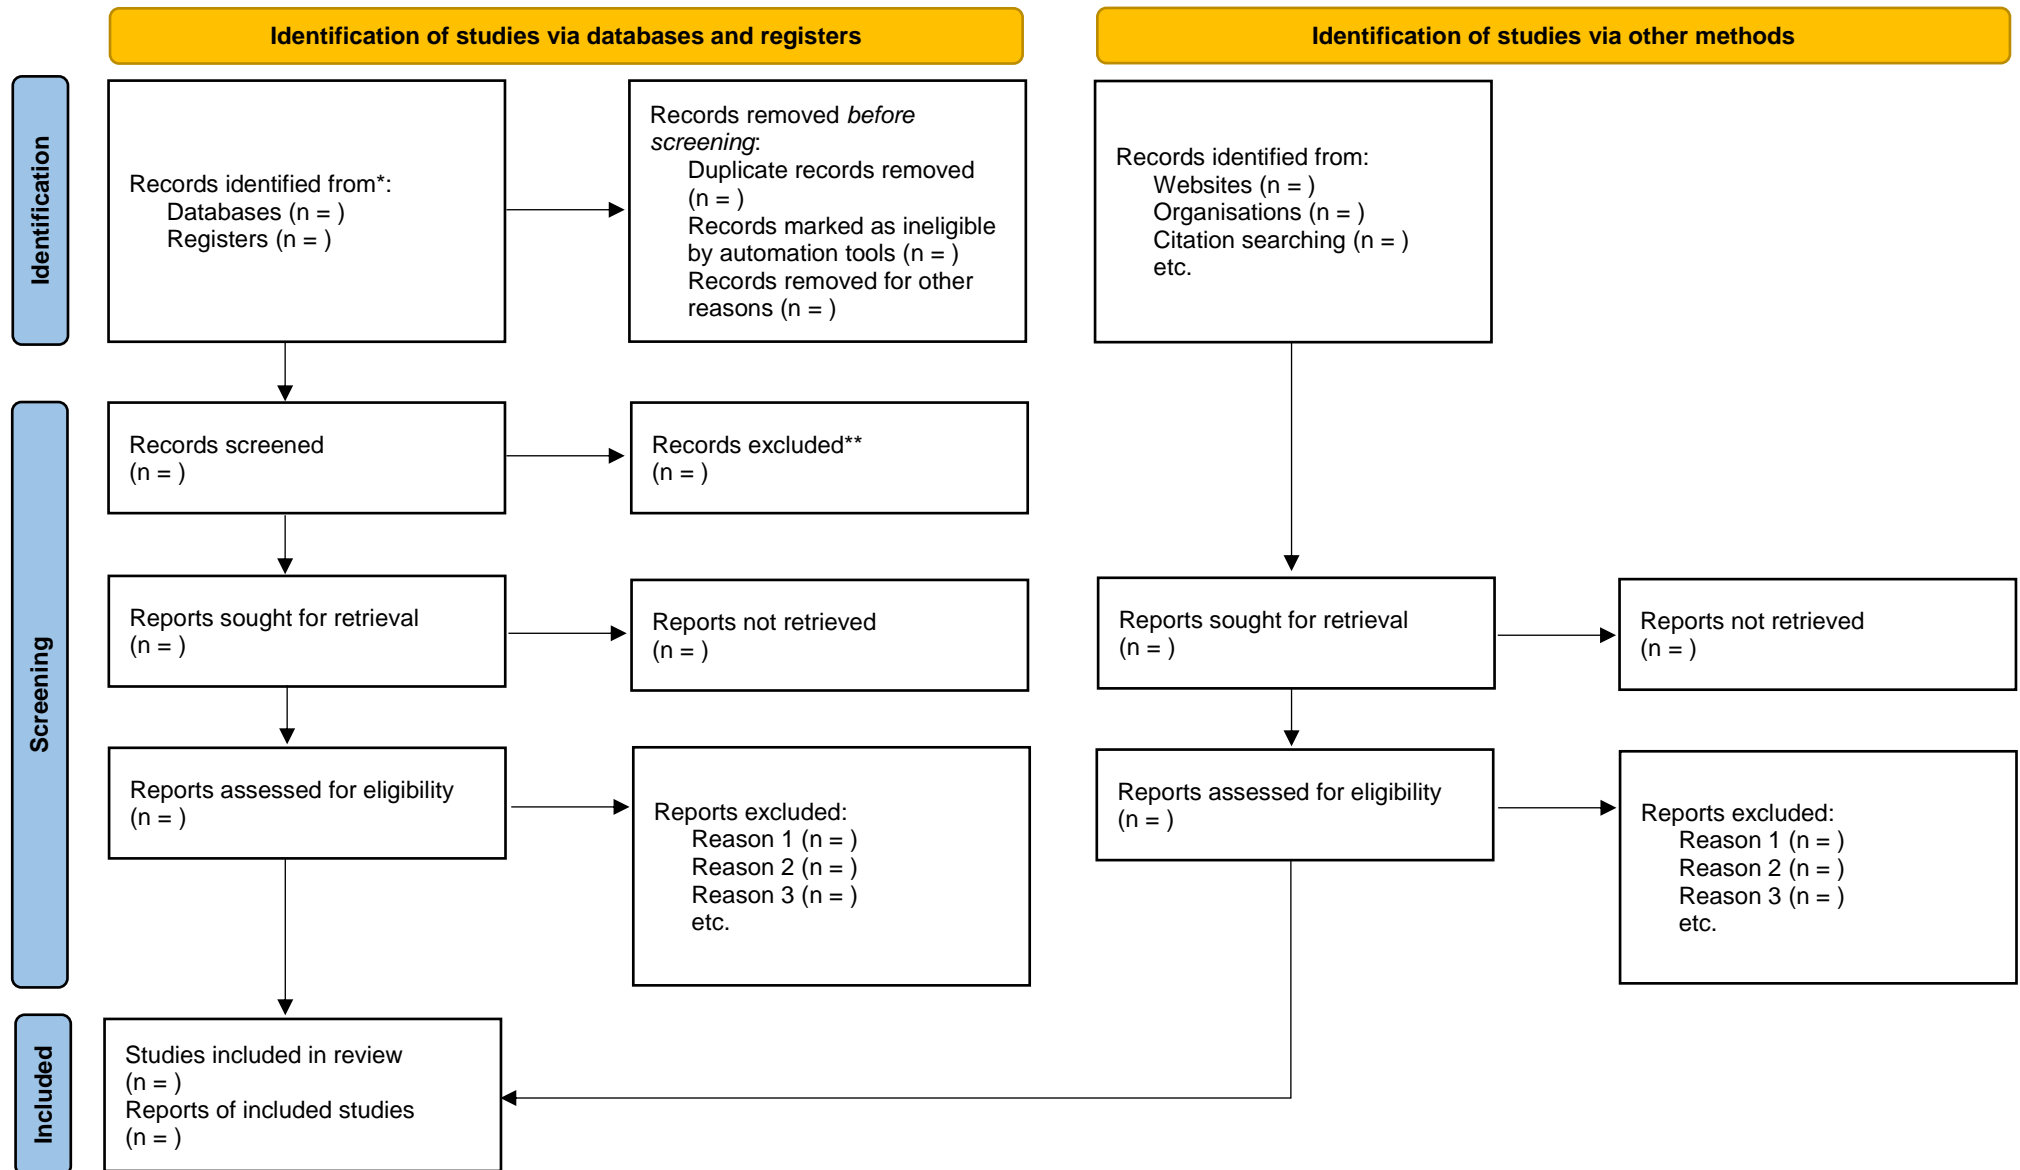 Identification of studies via databases and registers
Identification of studies via other methods
Identification
Records identified from*:
Databases (n = )
Registers (n = )
Records removed before
screening:
Duplicate records removed
(n = )
Records marked as ineligible
by automation tools (n = )
Records removed for other
reasons (n = )
Records identified from:
Websites (n = )
Organisations (n = )
Citation searching (n = )
etc.
Screening
Records screened
(n = )
Records excluded**
(n = )
Reports sought for retrieval
(n = )
Reports not retrieved
(n = )
Reports sought for retrieval
(n = )
Reports not retrieved
(n = )
Reports assessed for eligibility
(n = )
Reports excluded:
Reason 1 (n = )
Reason 2 (n = )
Reason 3 (n = )
etc.
Reports assessed for eligibility
(n = )
Reports excluded:
Reason 1 (n = )
Reason 2 (n = )
Reason 3 (n = )
etc.
Included
Studies included in review
(n = )
Reports of included studies
(n = )